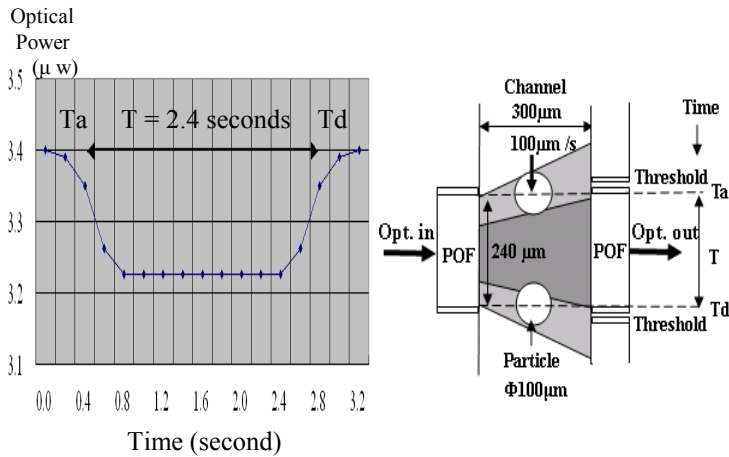 Optical
Power
(μ w)
3.5
Ta T = 2.4 seconds Td
3.4
3.3
3.2
3.1
0.0 0.4 0.8 1.2 1.6 2.0 2.4 2.8 3.2
Time (second)
Channel
300μm
Time
100μm /s
Threshold
Ta
Opt. in
POF
240 μm
POF
Opt. out
T
Td
Threshold
Particle
Φ100μm